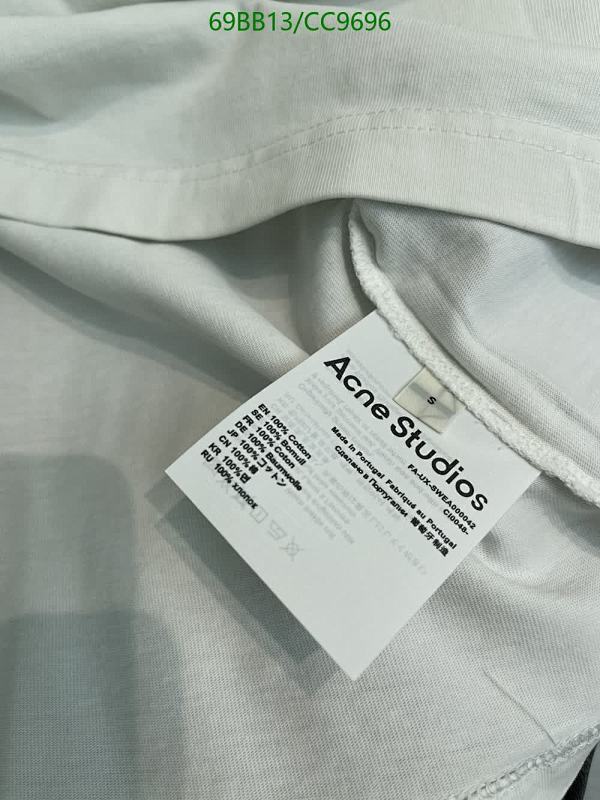 69BB13/CC9696
S
Acne Studios
FA-UX-SWEA000042
CI0048-
Made in Portugal Fabriqué au Portugal
Сделано в Португалии 葡萄牙制造
EN 100% Cotton
SE 100% Bomull
FR 100% Coton
DE 100% Baumwolle
JP 100% コットン
CN 100% 棉
KR 100% 면
RU 100% хлопок